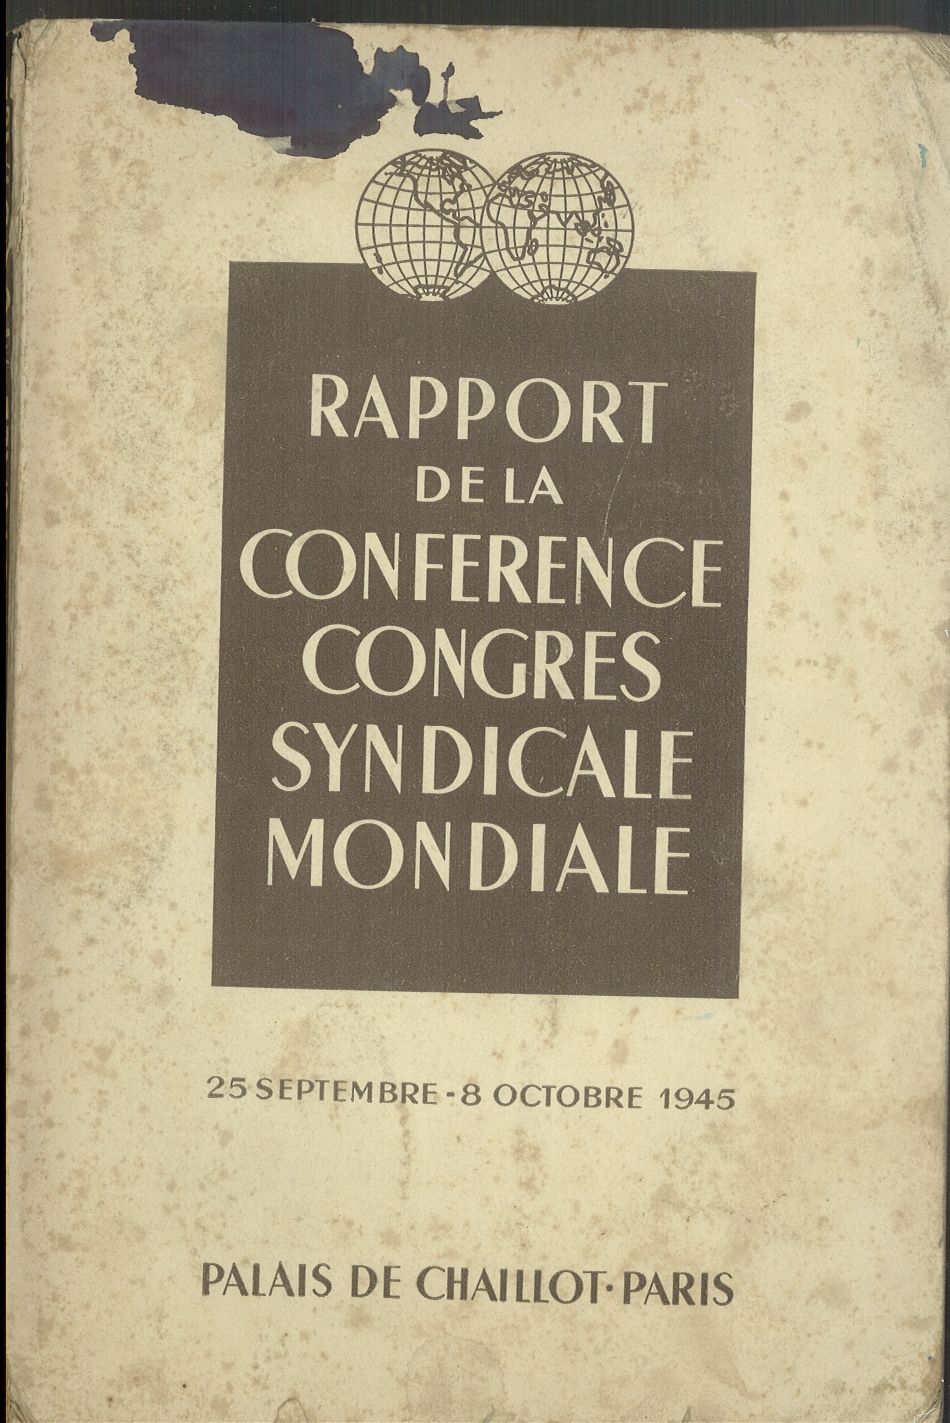 RAPPORT
DE LA
CONFERENCE
CONGRES
SYNDICALE
MONDIALE
25 SEPTEMBRE - 8 OCTOBRE 1945
PALAIS DE CHAILLOT · PARIS